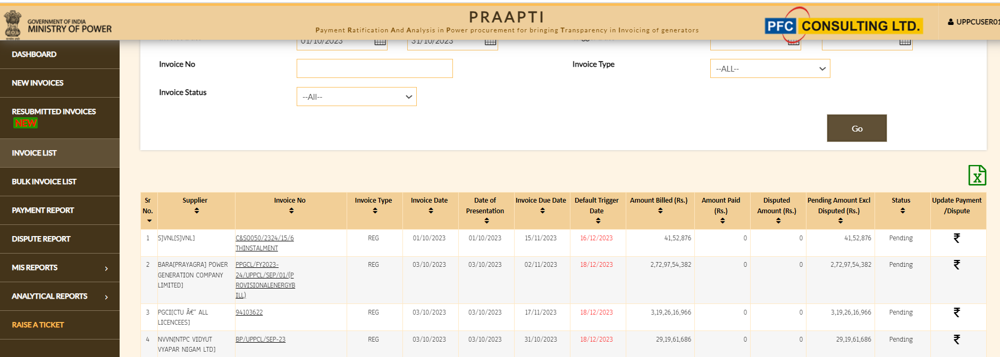 GOVERNMENT OF INDIA
MINISTRY OF POWER
PRAAPTI
Payment Ratification And Analysis in Power procurement for bringing Transparency in Invoicing of generators
PFC CONSULTING LTD.
UPPCUSER01
DASHBOARD
NEW INVOICES
RESUBMITTED INVOICES
NEW
INVOICE LIST
BULK INVOICE LIST
PAYMENT REPORT
DISPUTE REPORT
MIS REPORTS
ANALYTICAL REPORTS
RAISE A TICKET
01/10/2023 31/10/2023
Invoice No Invoice Type --ALL--
Invoice Status --All--
Go
Sr No. Supplier Invoice No Invoice Type Invoice Date Date of Presentation Invoice Due Date Default Trigger Date Amount Billed (Rs.) Amount Paid (Rs.) Disputed Amount (Rs.) Pending Amount Excl Disputed (Rs.) Status Update Payment /Dispute
1 SJVNL[SJVNL] C&SO050/2324/15/6 THINSTALMENT REG 01/10/2023 01/10/2023 15/11/2023 16/12/2023 41,52,876 0 0 41,52,876 Pending ₹
2 BARA[PRAYAGRAJ POWER GENERATION COMPANY LIMITED] PPGCL/FY2023-24/UPPCL/SEP/01/(PROVISIONALENERGYBILL) REG 03/10/2023 03/10/2023 02/11/2023 18/12/2023 2,72,97,54,382 0 0 2,72,97,54,382 Pending ₹
3 PGCI[CTU Â€“ ALL LICENCEES] 94103622 REG 03/10/2023 03/10/2023 17/11/2023 18/12/2023 3,19,26,16,966 0 0 3,19,26,16,966 Pending ₹
4 NVVN[NTPC VIDYUT VYAPAR NIGAM LTD] BP/UPPCL/SEP-23 REG 03/10/2023 03/10/2023 31/10/2023 18/12/2023 29,19,61,686 0 0 29,19,61,686 Pending ₹